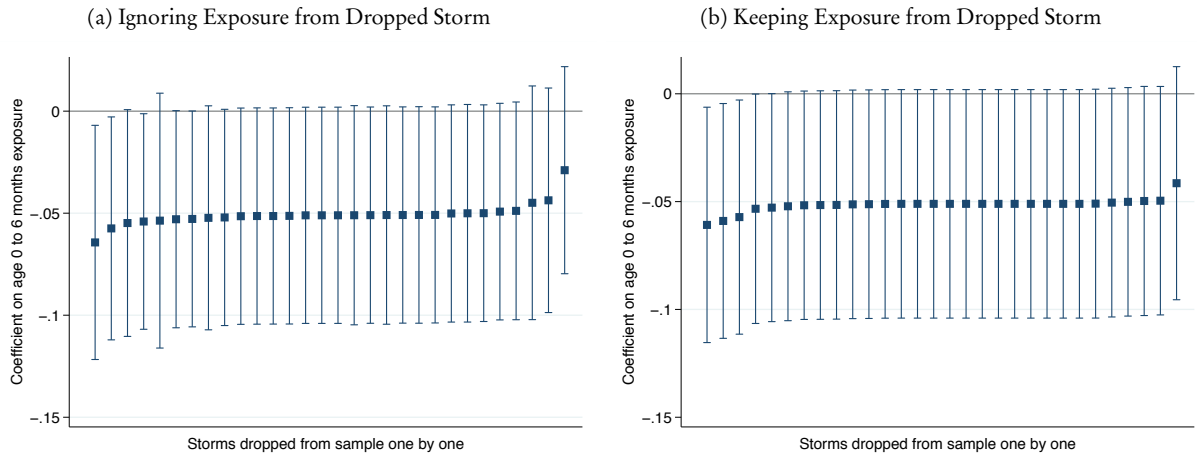 (a) Ignoring Exposure from Dropped Storm
Coefficient on age 0 to 6 months exposure
0
−.05
−.1
−.15
Storms dropped from sample one by one
(b) Keeping Exposure from Dropped Storm
Coefficient on age 0 to 6 months exposure
0
−.05
−.1
−.15
Storms dropped from sample one by one